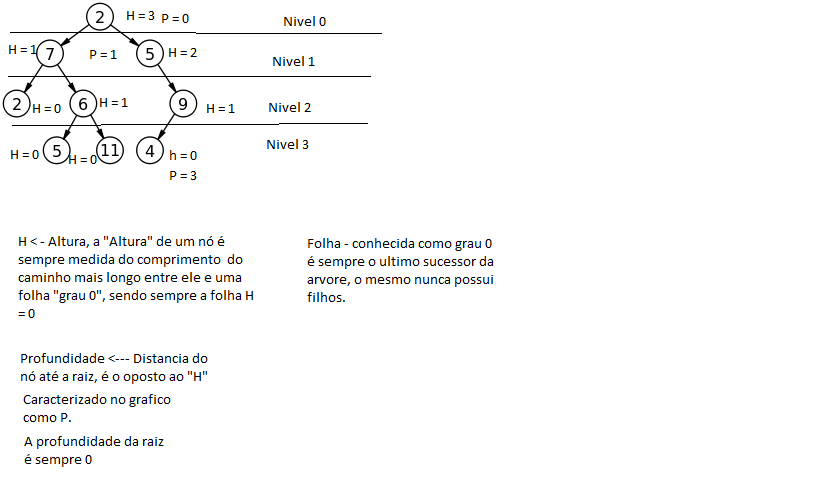 2 H = 3 P = 0 Nivel 0
H = 1 7 P = 1 5 H = 2 Nivel 1
2 H = 0 6 H = 1 9 H = 1 Nivel 2
H = 0 5 H = 0 11 4 h = 0 Nivel 3
P = 3
H < - Altura, a "Altura" de um nó é
sempre medida do comprimento do
caminho mais longo entre ele e uma
folha "grau 0", sendo sempre a folha H
= 0
Folha - conhecida como grau 0
é sempre o ultimo sucessor da
arvore, o mesmo nunca possui
filhos.
Profundidade <--- Distancia do
nó até a raiz, é o oposto ao "H"
Caracterizado no grafico
como P.
A profundidade da raiz
é sempre 0